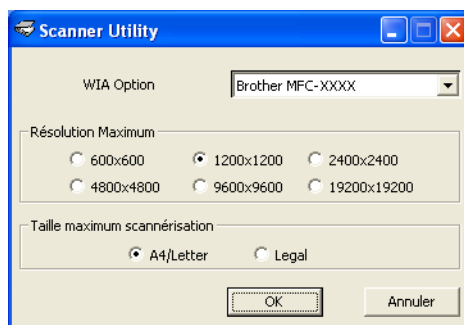 Scanner Utility
WIA Option
Brother MFC-XXXX
Résolution Maximum
600x600
1200x1200
2400x2400
4800x4800
9600x9600
19200x19200
Taille maximum scannérisation
A4/Letter
Legal
OK
Annuler